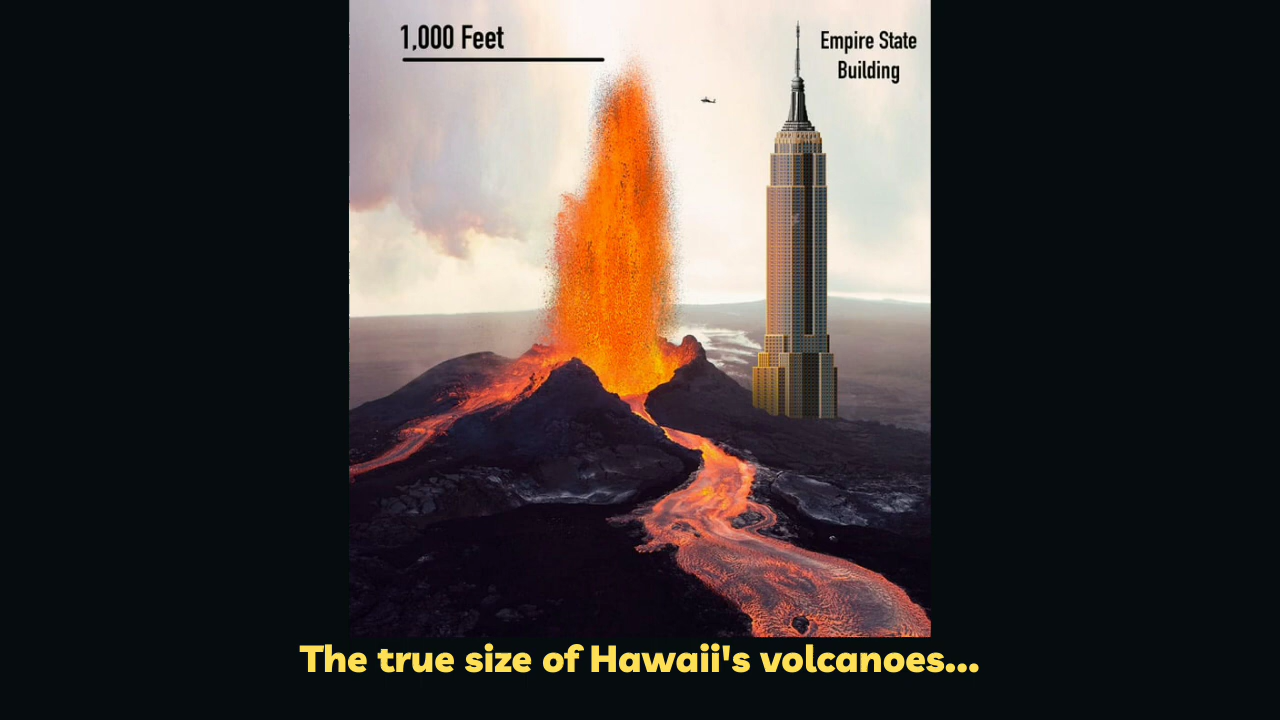 1,000 Feet
Empire State
Building
The true size of Hawaii's volcanoes...